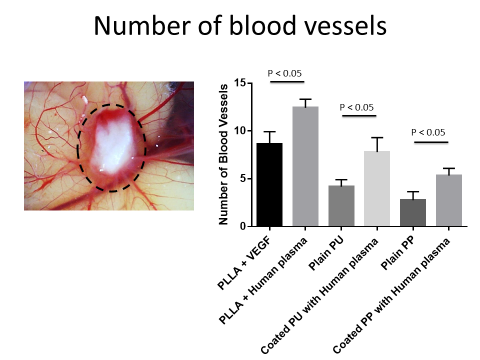 Number of blood vessels
P < 0.05
P < 0.05
P < 0.05
Number of Blood Vessels
15
10
5
0
PLLA + VEGF
PLLA + Human plasma
Plain PU
Coated PU with Human plasma
Plain PP
Coated PP with Human plasma